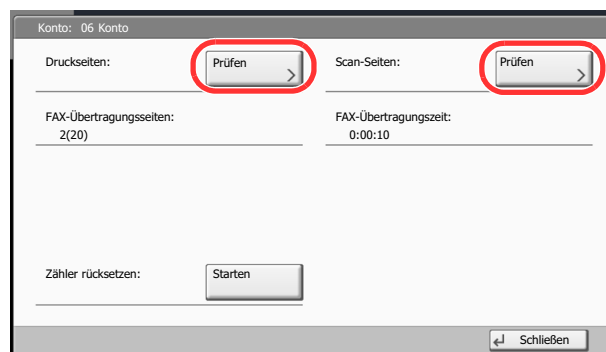 Konto: 06 Konto
Druckseiten: Prüfen Scan-Seiten: Prüfen
FAX-Übertragungsseiten: FAX-Übertragungszeit:
2(20) 0:00:10
Zähler rücksetzen: Starten
Schließen